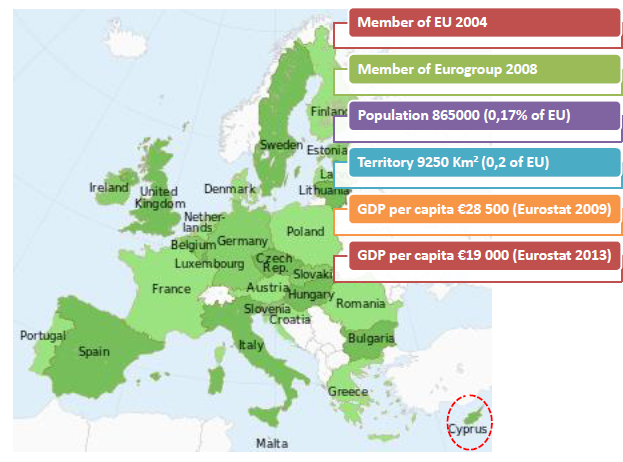 Member of EU 2004
Member of Eurogroup 2008
Population 865000 (0,17% of EU)
Territory 9250 Km² (0,2 of EU)
GDP per capita €28 500 (Eurostat 2009)
GDP per capita €19 000 (Eurostat 2013)
Finland
Sweden
Estonia
La
Lithuania
Denmark
Ireland
United
Kingdom
Nether-
lands
Poland
Belgium
Germany
Luxembourg
Czech
Rep.
Slovaki
France
Austria
Hungary
Slovenia
Romania
Croatia
Portugal
Spain
Italy
Bulgaria
Greece
Cyprus
Malta